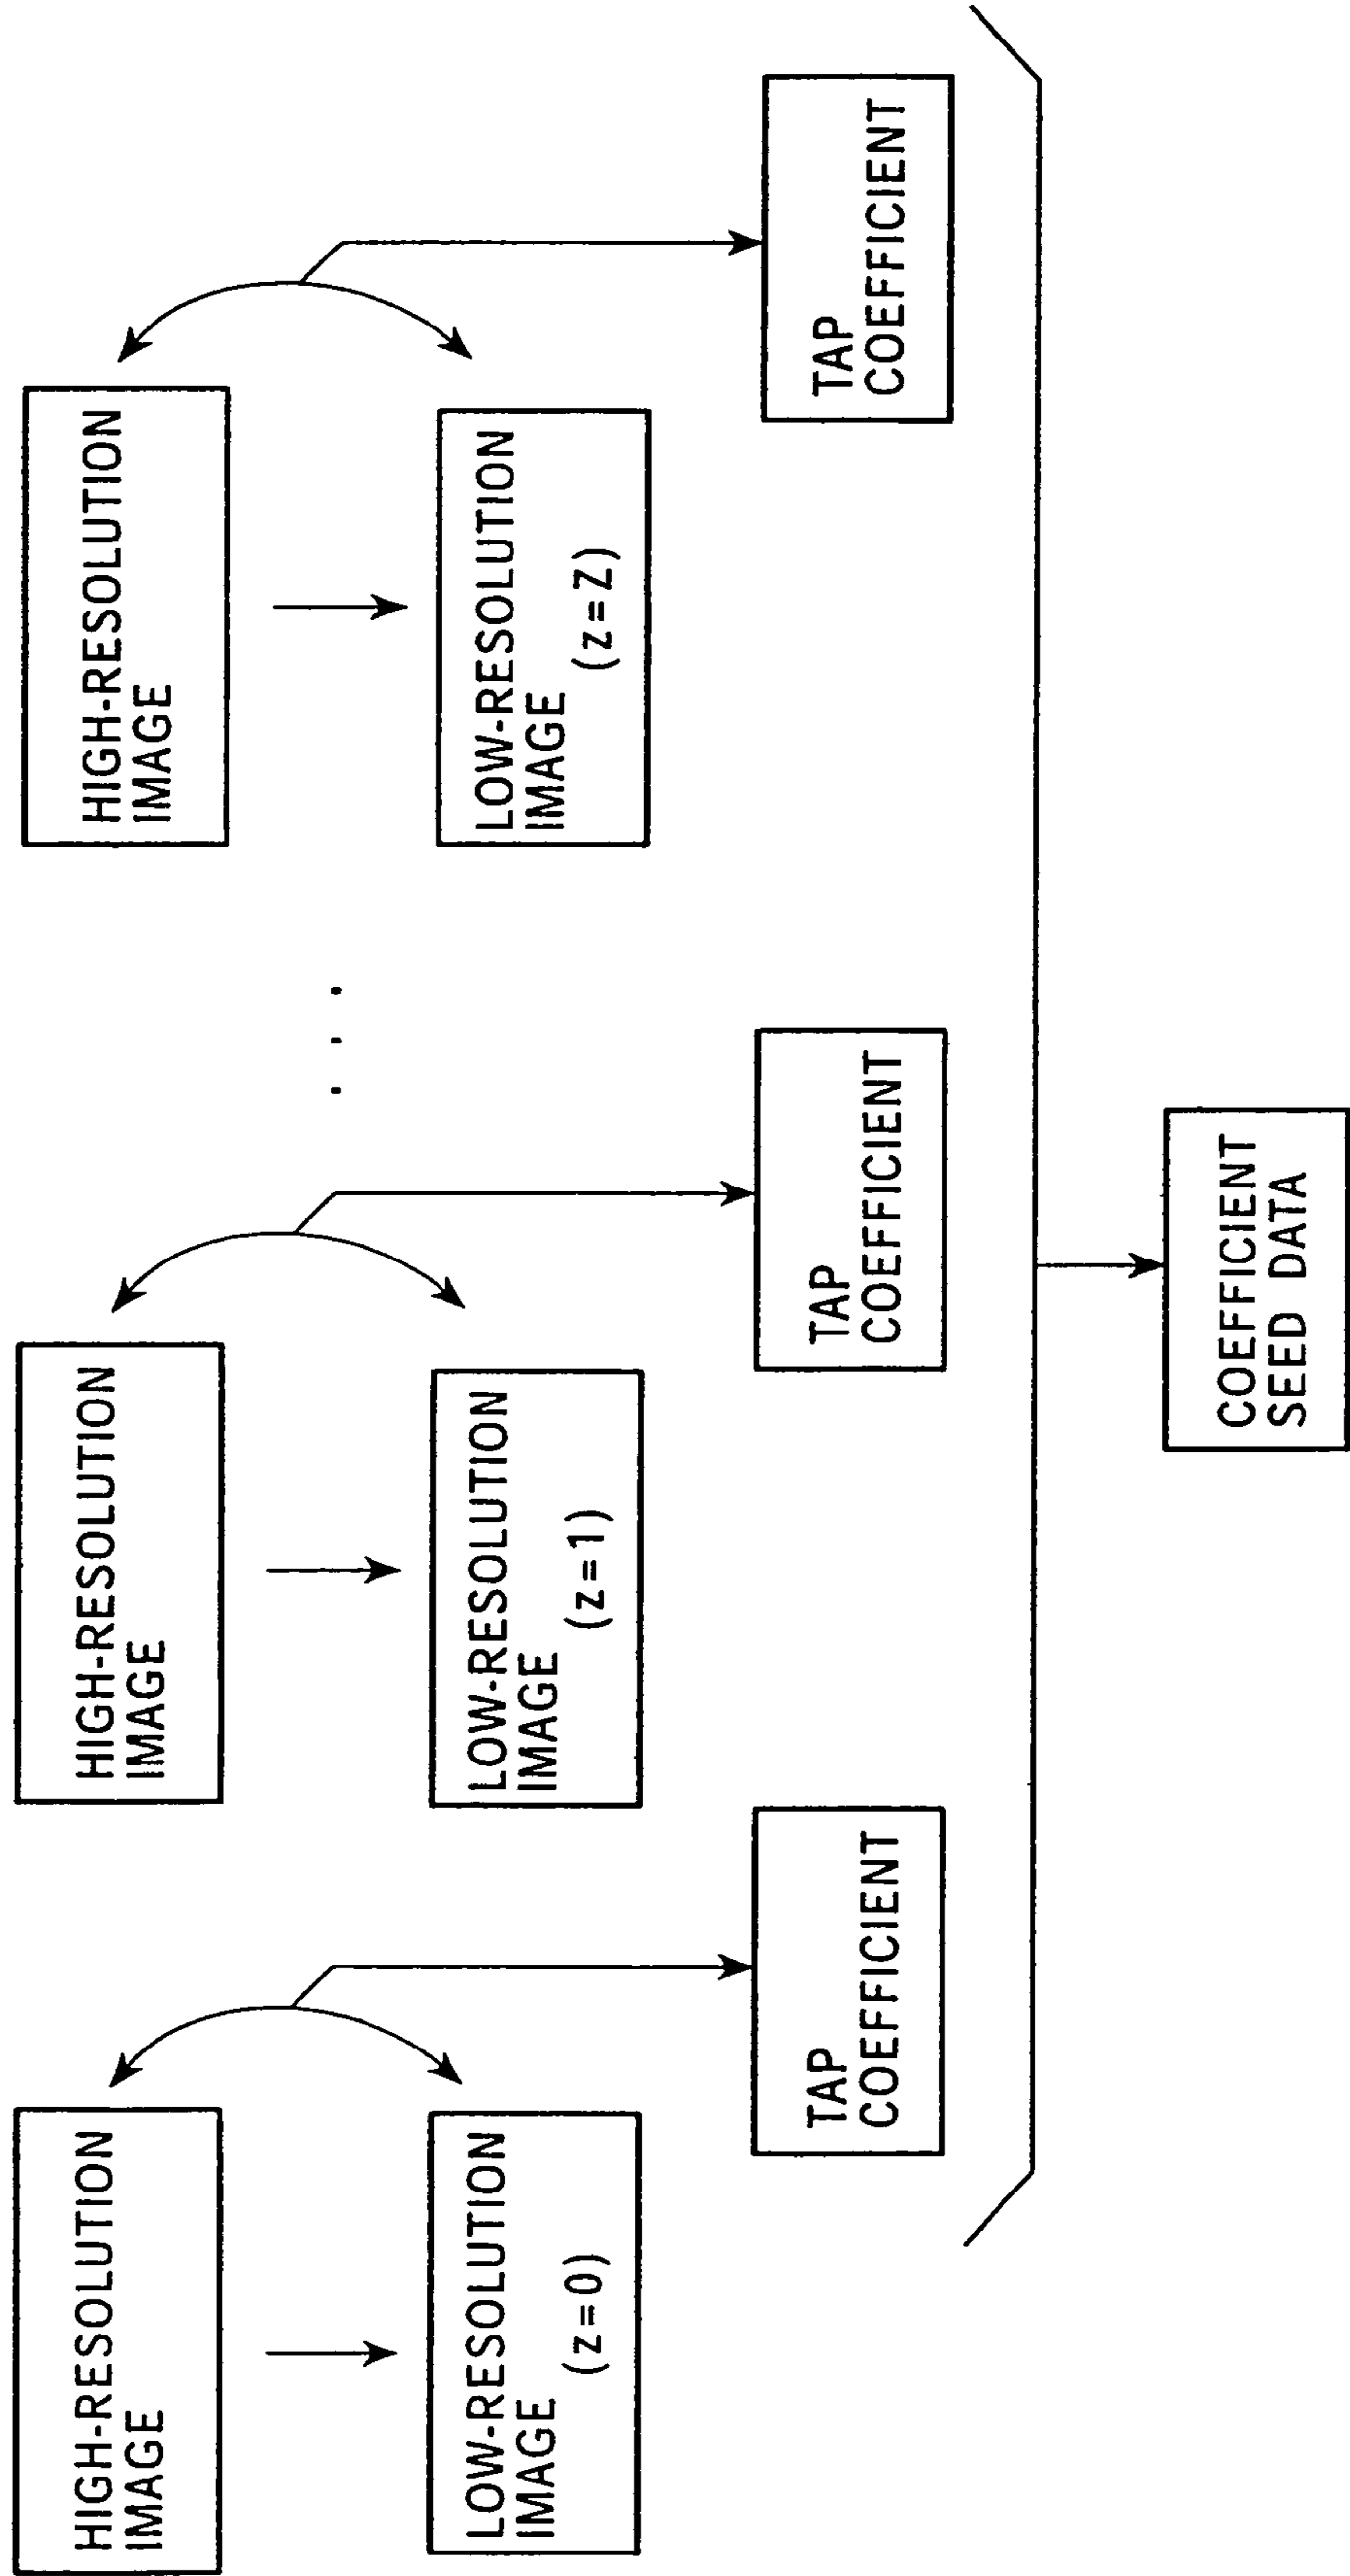 HIGH-RESOLUTION
IMAGE
LOW-RESOLUTION
IMAGE
(z=0)
TAP
COEFFICIENT
HIGH-RESOLUTION
IMAGE
LOW-RESOLUTION
IMAGE
(z=1)
TAP
COEFFICIENT
. . .
HIGH-RESOLUTION
IMAGE
LOW-RESOLUTION
IMAGE
(z=Z)
TAP
COEFFICIENT
COEFFICIENT
SEED DATA